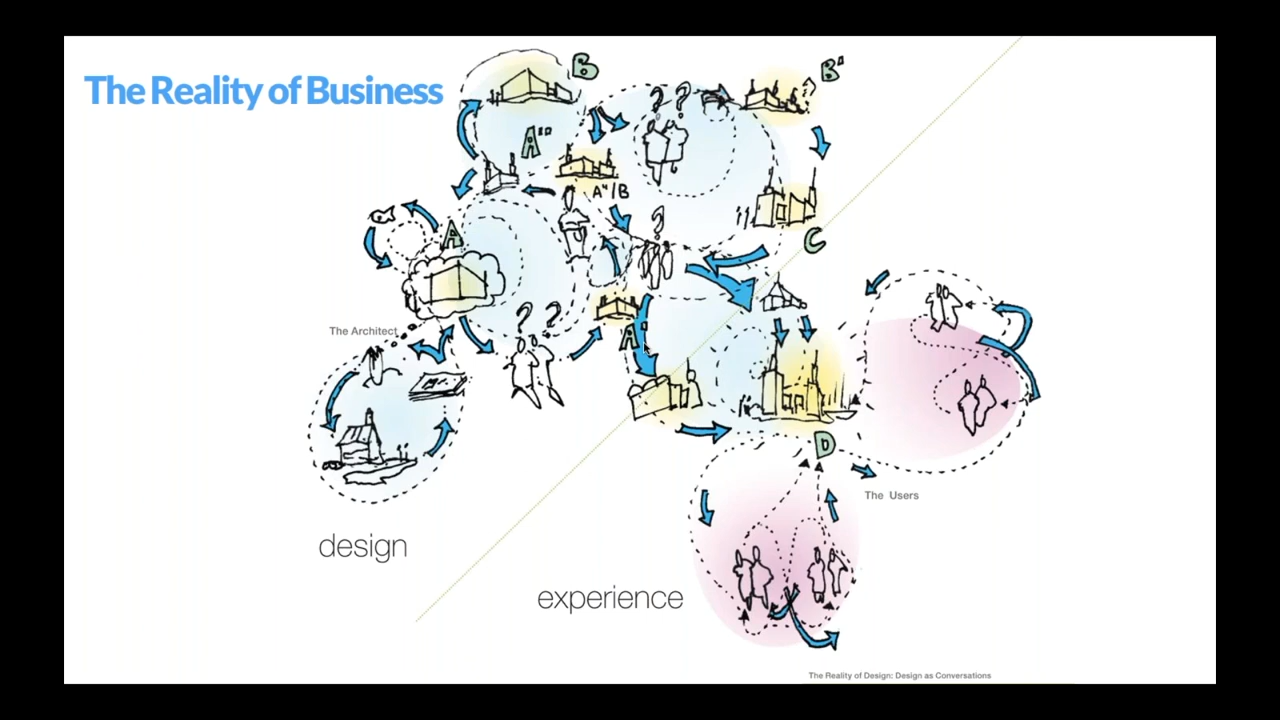 The Reality of Business
B
B'
? ?
A'''
A''/B
A
?
C
? ?
The Architect
A'
D
The Users
design
experience
The Reality of Design: Design as Conversations